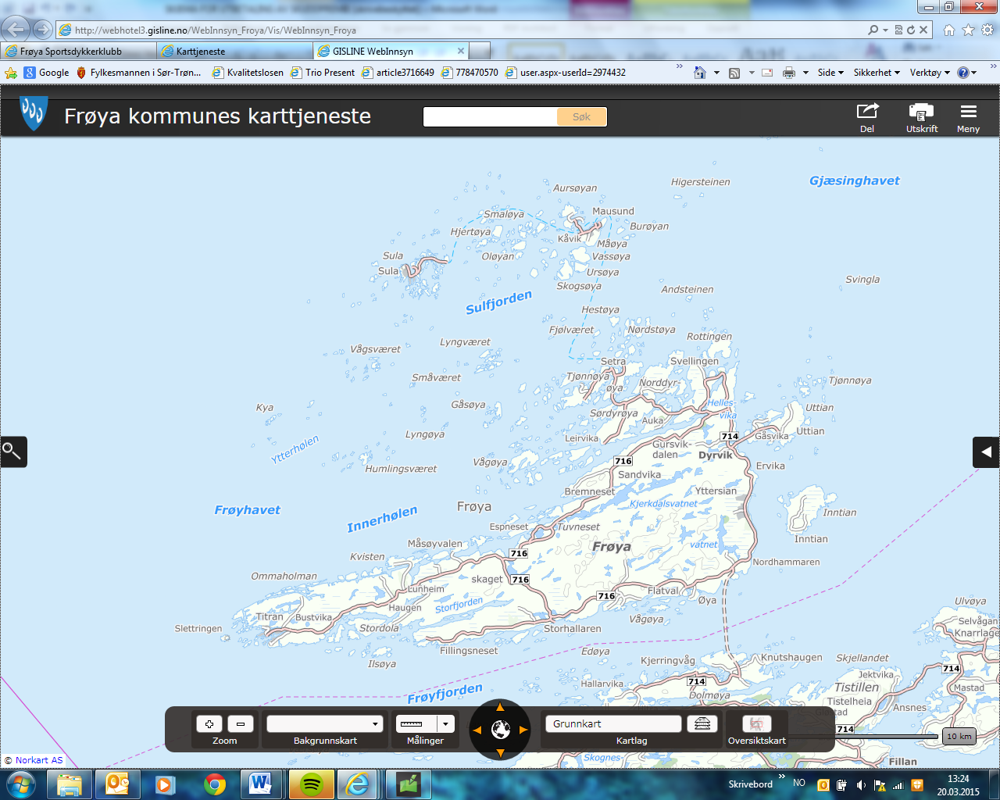 http://webhotel3.gisline.no/WebInnsyn_Froya/Vis/WebInnsyn_Froya
Frøya Sportsdykkerklubb
Karttjeneste
GISLINE WebInnsyn
Google
Fylkesmannen i Sør-Trøn...
Kvalitetslosen
Trio Present
article3716649
778470570
user.aspx-userId=2974432
Side
Sikkerhet
Verktøy
Frøya kommunes karttjeneste
Søk
Del
Utskrift
Meny
Gjæsinghavet
Higersteinen
Aursøyan
Smaløya
Mausund
Hjertøya
Burøyan
Kåvik
Måøya
Sula
Oløyan
Vassøya
Sula
Ursøya
Svingla
Skogsøya
Andsteinen
Sulfjorden
Hestøya
Fjølværet
Nordstøya
Lyngværet
Rottingen
Vågsværet
Setra
Svellingen
Småværet
Tjønnøya
øya
Norddyr-
Tjønnøya
Kya
Gåsøya
Helles-
vika
Uttian
Sørdyrøya
Auka
Lyngøya
Leirvika
714
Gåsvika
Uttian
Ytterhølen
Gursvik-
dalen
Dyrvik
Humlingsværet
Vågøya
716
Ervika
Sandvika
Bremneset
Yttersian
Frøya
Kjerkdalsvatnet
Frøyhavet
Innerhølen
Inntian
Espneset
Tuvneset
Inntian
Måsøyvalen
Frøya
vatnet
Kvisten
716
Nordhammaren
Ommaholman
skaget
716
Lunheim
716
Flatval
Øya
Haugen
Storfjorden
Ulvøya
Titran
Bustvika
Vågøya
Slettringen
Stordola
Storhallaren
Selvågan
Knarrlage
Fillingsneset
Edøya
Ilsøya
Kjerringvåg
Knutshaugen
Skjellandet
714
Jektvika
Hallarvika
714
Tistillen
Mastad
Frøyfjorden
Dolmøya
Tistelheia
Ansnes
Zoom
Bakgrunnskart
Målinger
Grunnkart
Kartlag
Oversiktskart
714
10 km
Skognes-
Fillan
© Norkart AS
Skrivebord
NO
13:24
20.03.2015